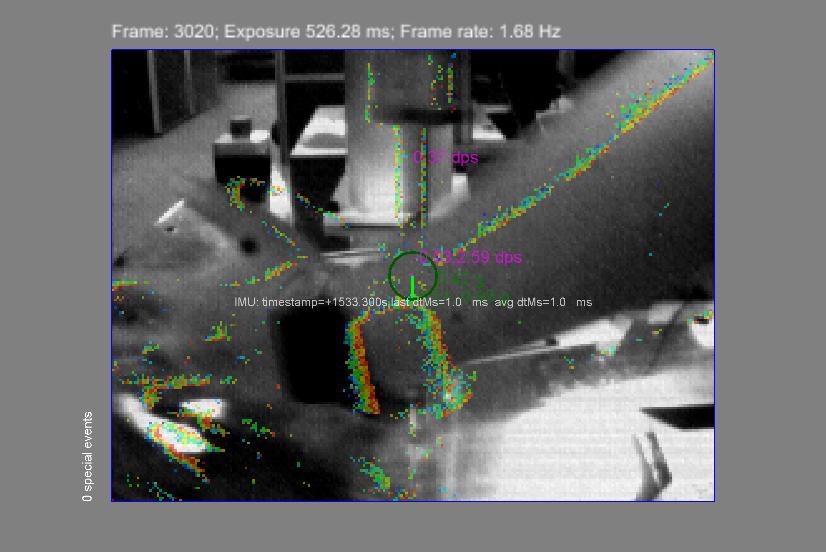 Frame: 3020; Exposure 526.28 ms; Frame rate: 1.68 Hz
0.37 dps
2.59 dps
IMU: timestamp=+1533.300s last dtMs=1.0 ms avg dtMs=1.0 ms
0 special events